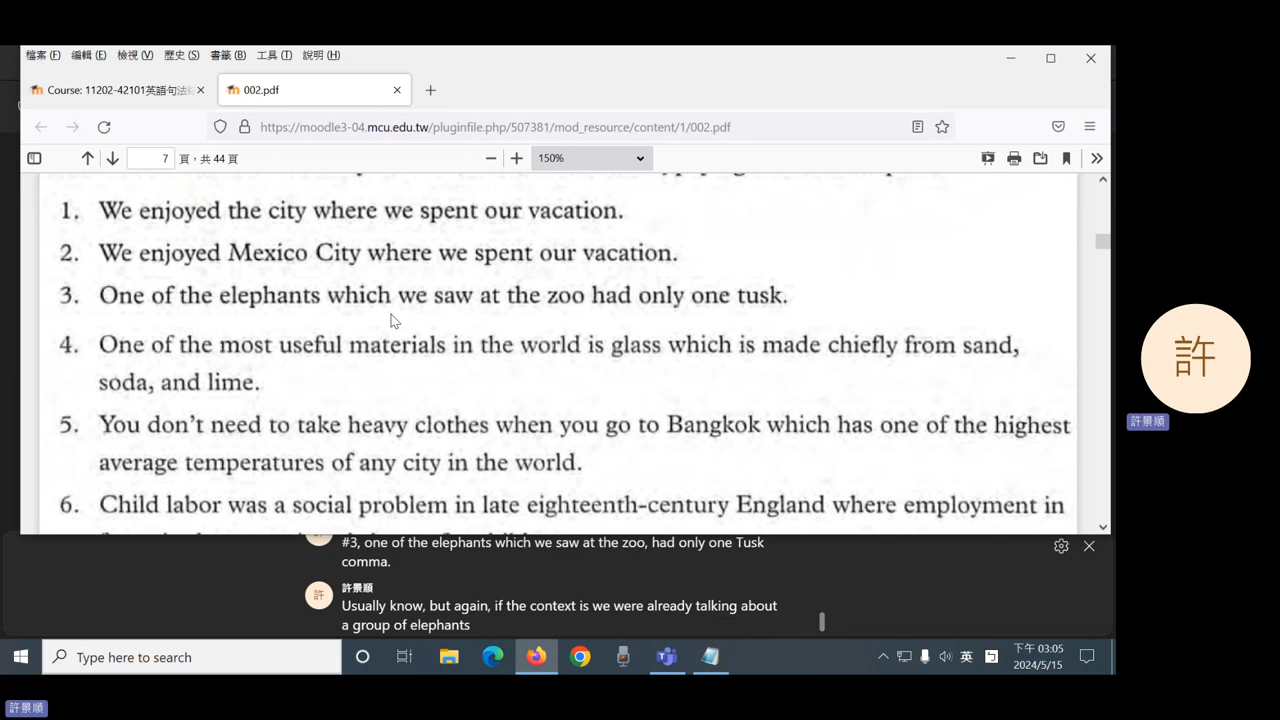 檔案 (F) 編輯 (E) 檢視 (V) 歷史 (S) 書籤 (B) 工具 (T) 說明 (H)
Course: 11202-42101英語句法
002.pdf
https://moodle3-04.mcu.edu.tw/pluginfile.php/507381/mod_resource/content/1/002.pdf
7 頁，共 44 頁
150%
1. We enjoyed the city where we spent our vacation.
2. We enjoyed Mexico City where we spent our vacation.
3. One of the elephants which we saw at the zoo had only one tusk.
4. One of the most useful materials in the world is glass which is made chiefly from sand,
soda, and lime.
5. You don't need to take heavy clothes when you go to Bangkok which has one of the highest
average temperatures of any city in the world.
6. Child labor was a social problem in late eighteenth-century England where employment in
#3, one of the elephants which we saw at the zoo, had only one Tusk
comma.
許
許景順
Usually know, but again, if the context is we were already talking about
a group of elephants
許
許景順
Type here to search
英
下午 03:05
2024/5/15
許景順